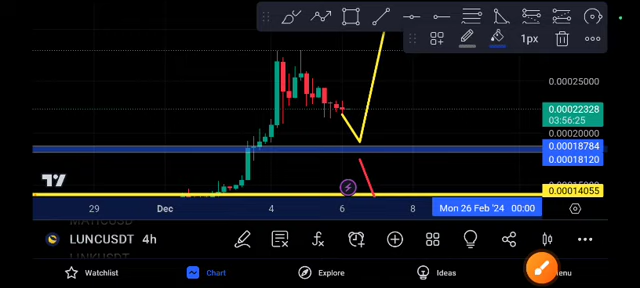 1px
0.00025000
0.00022328
03:56:25
0.00020000
0.00018784
0.00018120
0.00014055
29
Dec
4
6
8
Mon 26 Feb '24 00:00
LUNCUSDT 4h
Watchlist
Chart
Explore
Ideas